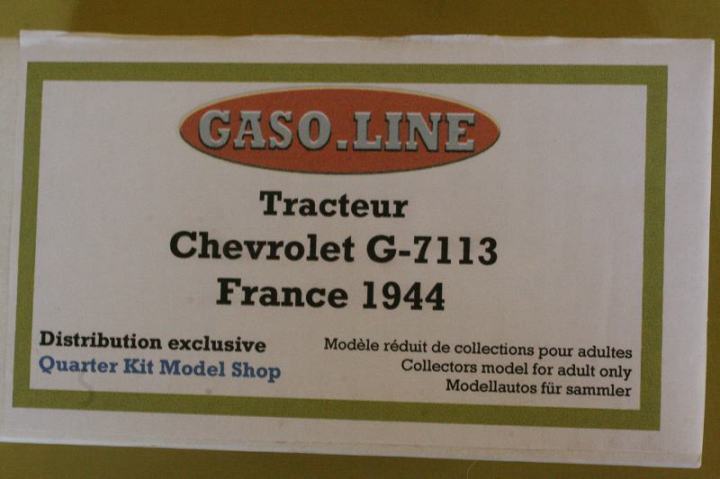 GASO.LINE
Tracteur
Chevrolet G-7113
France 1944
Distribution exclusive
Quarter Kit Model Shop
Modèle réduit de collections pour adultes
Collectors model for adult only
Modellautos für sammler